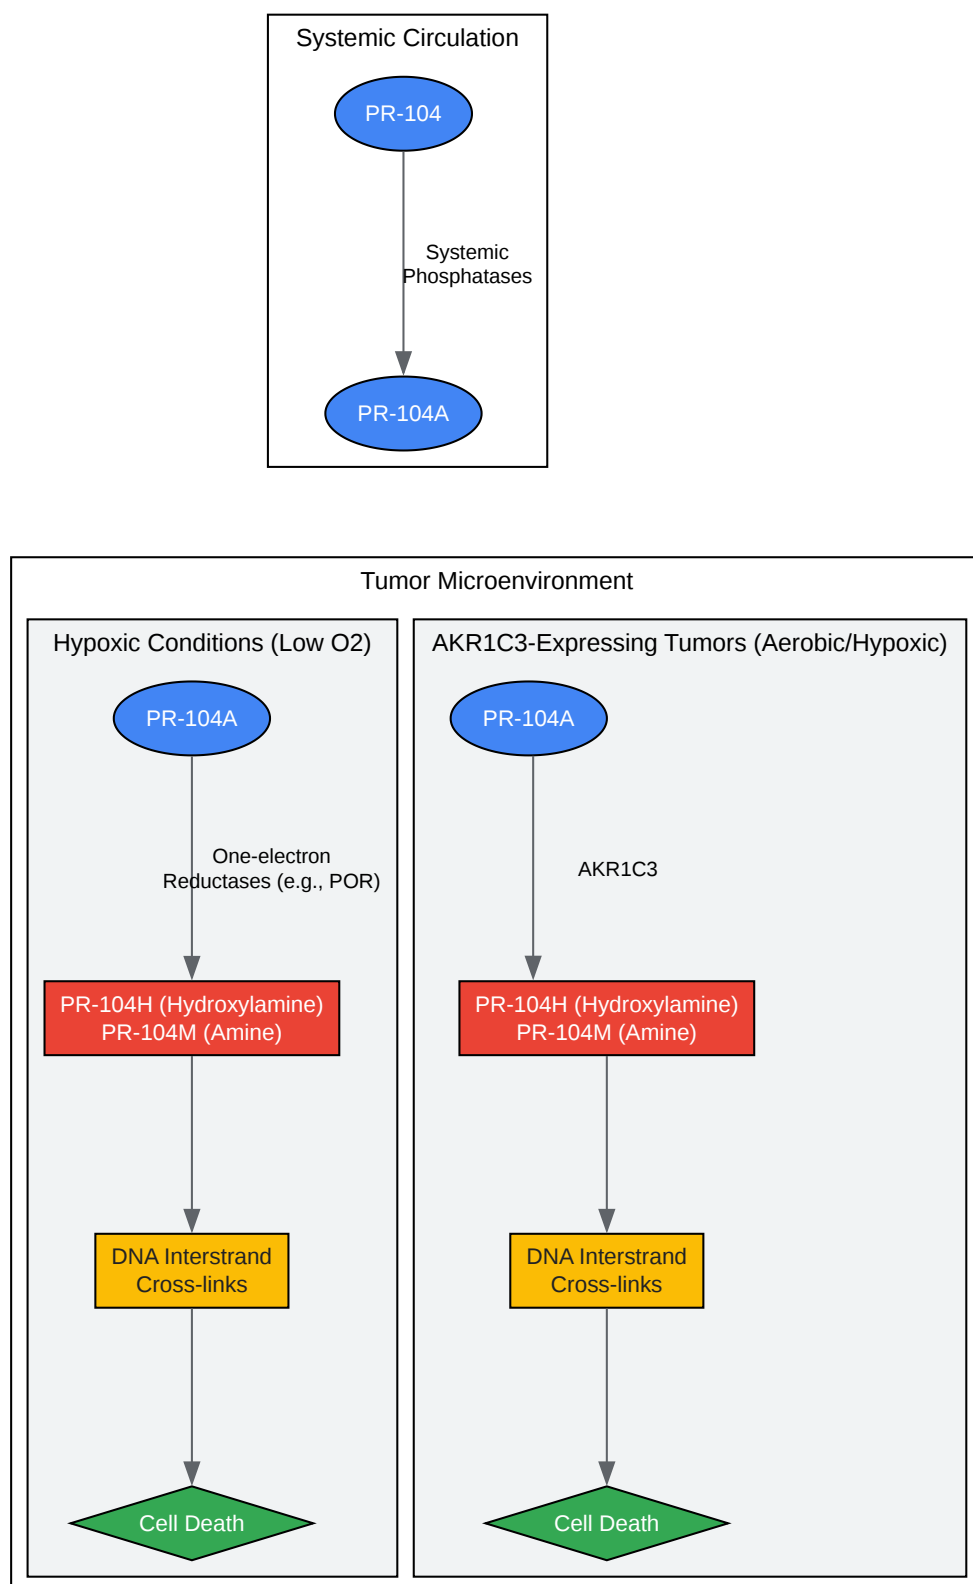 Systemic Circulation
PR-104
Systemic
Phosphatases
PR-104A
Tumor Microenvironment
Hypoxic Conditions (Low O2)
PR-104A
One-electron
Reductases (e.g., POR)
PR-104H (Hydroxylamine)
PR-104M (Amine)
DNA Interstrand
Cross-links
Cell Death
AKR1C3-Expressing Tumors (Aerobic/Hypoxic)
PR-104A
AKR1C3
PR-104H (Hydroxylamine)
PR-104M (Amine)
DNA Interstrand
Cross-links
Cell Death